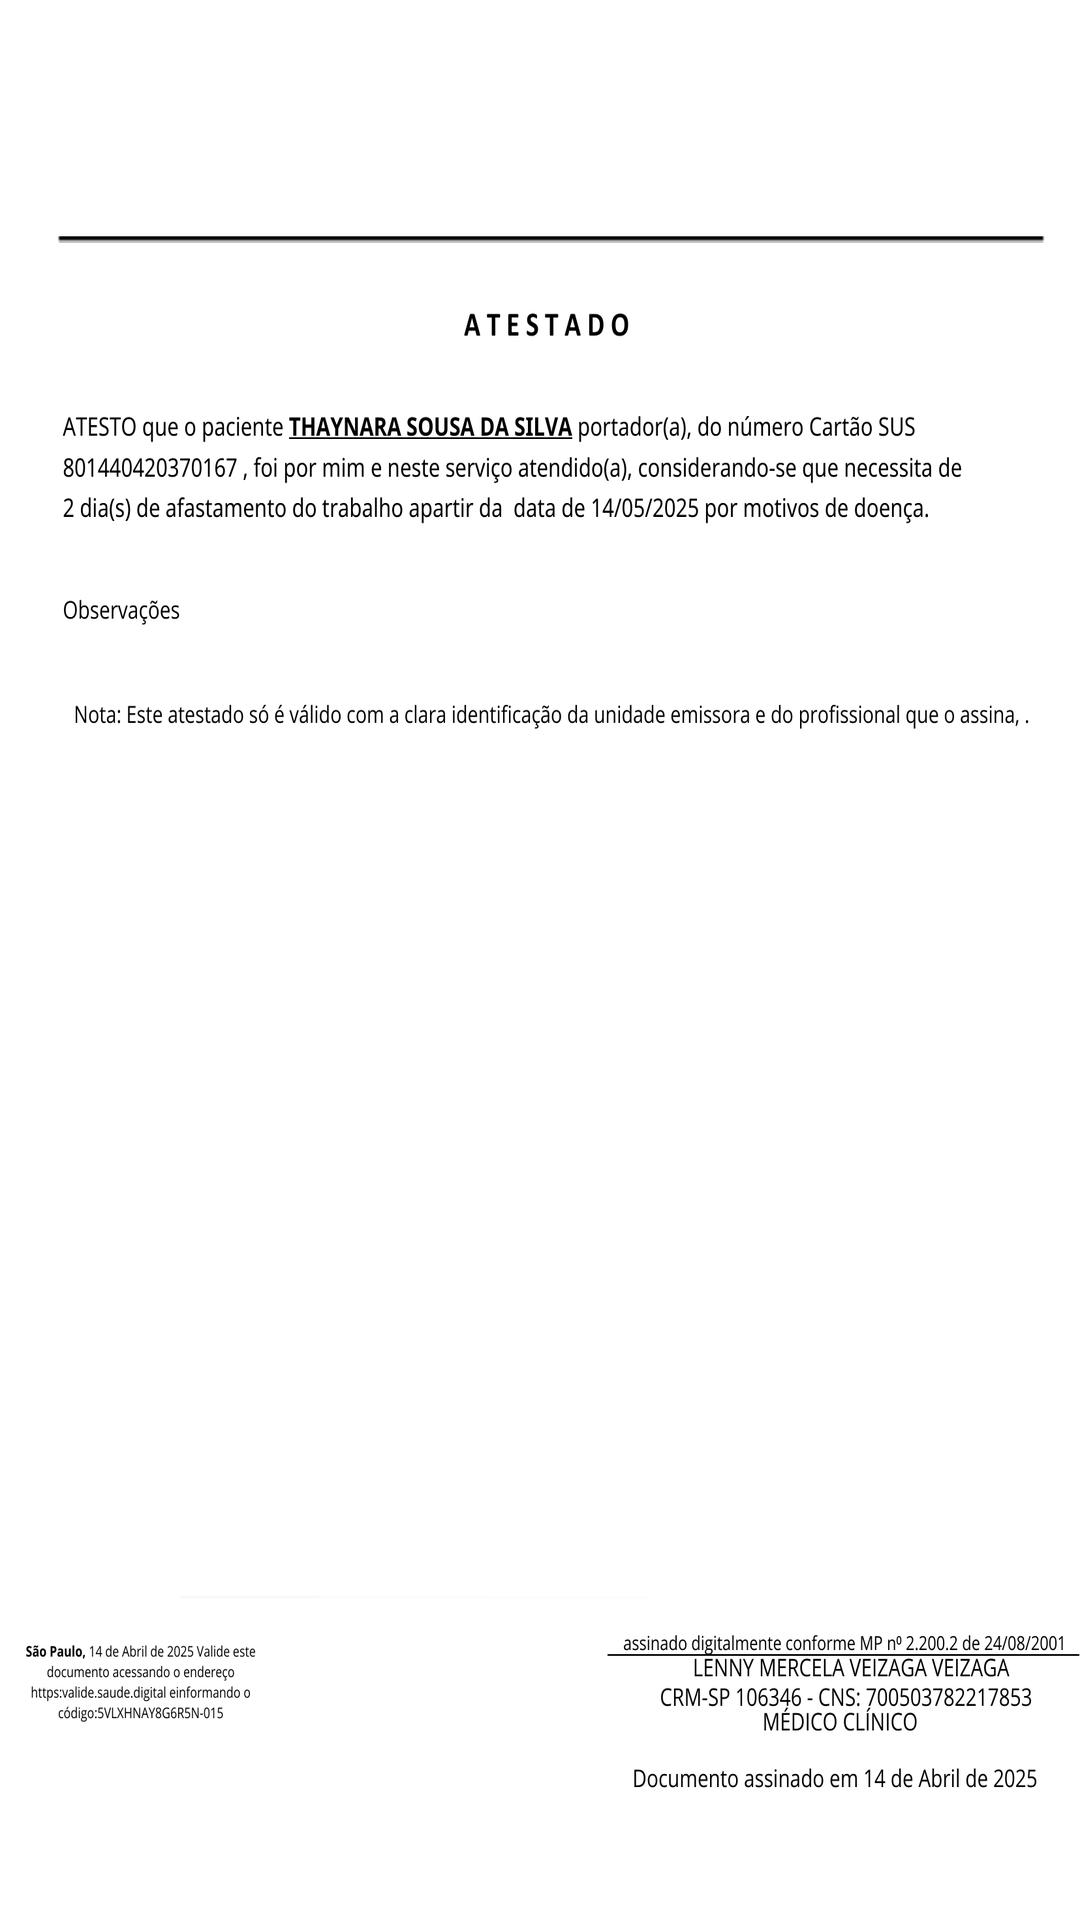 ATESTADO
ATESTO que o paciente THAYNARA SOUSA DA SILVA portador(a), do número Cartão SUS
801440420370167 , foi por mim e neste serviço atendido(a), considerando-se que necessita de
2 dia(s) de afastamento do trabalho apartir da  data de 14/05/2025 por motivos de doença.
Observações
Nota: Este atestado só é válido com a clara identificação da unidade emissora e do profissional que o assina, .
São Paulo, 14 de Abril de 2025 Valide este
documento acessando o endereço
https:valide.saude.digital einformando o
código:5VLXHNAY8G6R5N-015
assinado digitalmente conforme MP nº 2.200.2 de 24/08/2001
LENNY MERCELA VEIZAGA VEIZAGA
CRM-SP 106346 - CNS: 700503782217853
MÉDICO CLÍNICO
Documento assinado em 14 de Abril de 2025